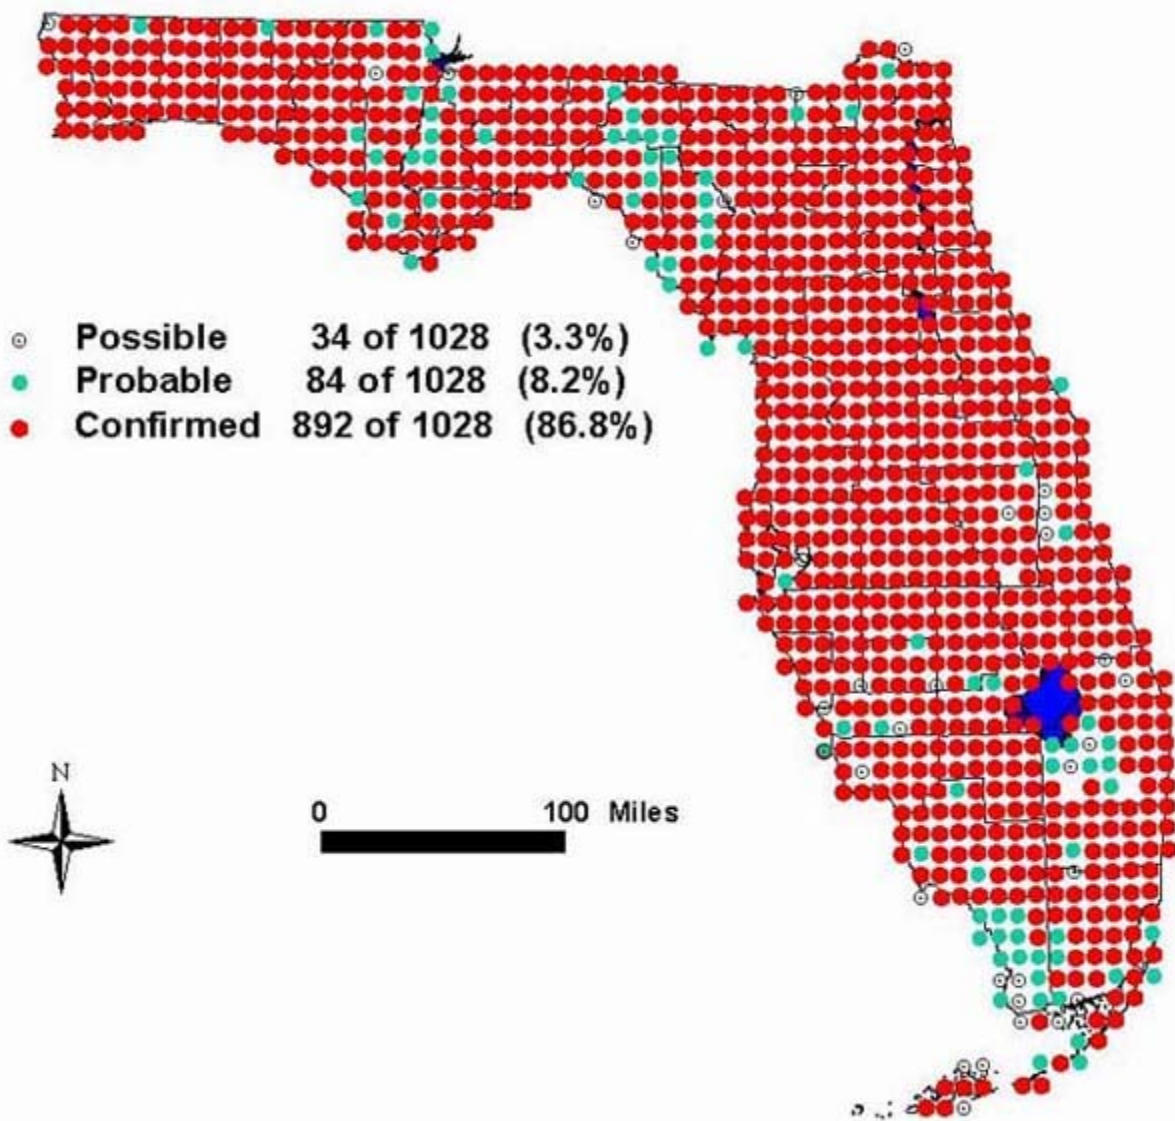 Possible 34 of 1028 (3.3%)
Probable 84 of 1028 (8.2%)
Confirmed 892 of 1028 (86.8%)
N
0 100 Miles